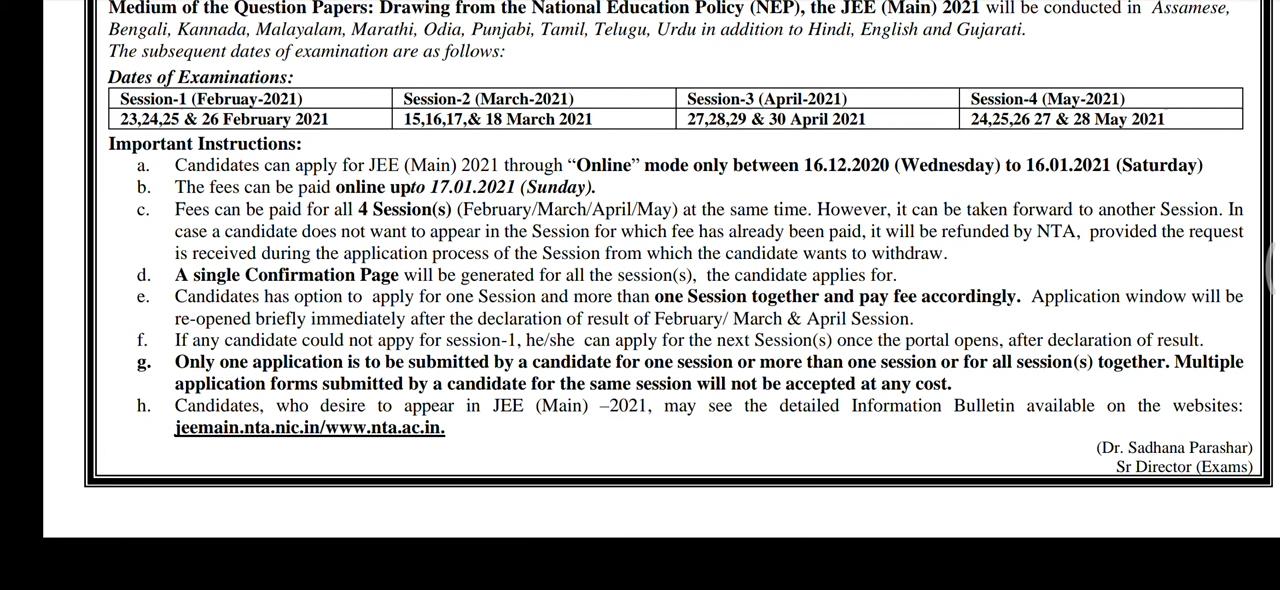 Medium of the Question Papers: Drawing from the National Education Policy (NEP), the JEE (Main) 2021 will be conducted in Assamese,
Bengali, Kannada, Malayalam, Marathi, Odia, Punjabi, Tamil, Telugu, Urdu in addition to Hindi, English and Gujarati.
The subsequent dates of examination are as follows:
Dates of Examinations:
Session-1 (Februay-2021) Session-2 (March-2021) Session-3 (April-2021) Session-4 (May-2021)
23,24,25 & 26 February 2021 15,16,17,& 18 March 2021 27,28,29 & 30 April 2021 24,25,26 27 & 28 May 2021
Important Instructions:
a. Candidates can apply for JEE (Main) 2021 through “Online” mode only between 16.12.2020 (Wednesday) to 16.01.2021 (Saturday)
b. The fees can be paid online upto 17.01.2021 (Sunday).
c. Fees can be paid for all 4 Session(s) (February/March/April/May) at the same time. However, it can be taken forward to another Session. In
case a candidate does not want to appear in the Session for which fee has already been paid, it will be refunded by NTA, provided the request
is received during the application process of the Session from which the candidate wants to withdraw.
d. A single Confirmation Page will be generated for all the session(s), the candidate applies for.
e. Candidates has option to apply for one Session and more than one Session together and pay fee accordingly. Application window will be
re-opened briefly immediately after the declaration of result of February/ March & April Session.
f. If any candidate could not appy for session-1, he/she can apply for the next Session(s) once the portal opens, after declaration of result.
g. Only one application is to be submitted by a candidate for one session or more than one session or for all session(s) together. Multiple
application forms submitted by a candidate for the same session will not be accepted at any cost.
h. Candidates, who desire to appear in JEE (Main) –2021, may see the detailed Information Bulletin available on the websites:
jeemain.nta.nic.in/www.nta.ac.in.
(Dr. Sadhana Parashar)
Sr Director (Exams)